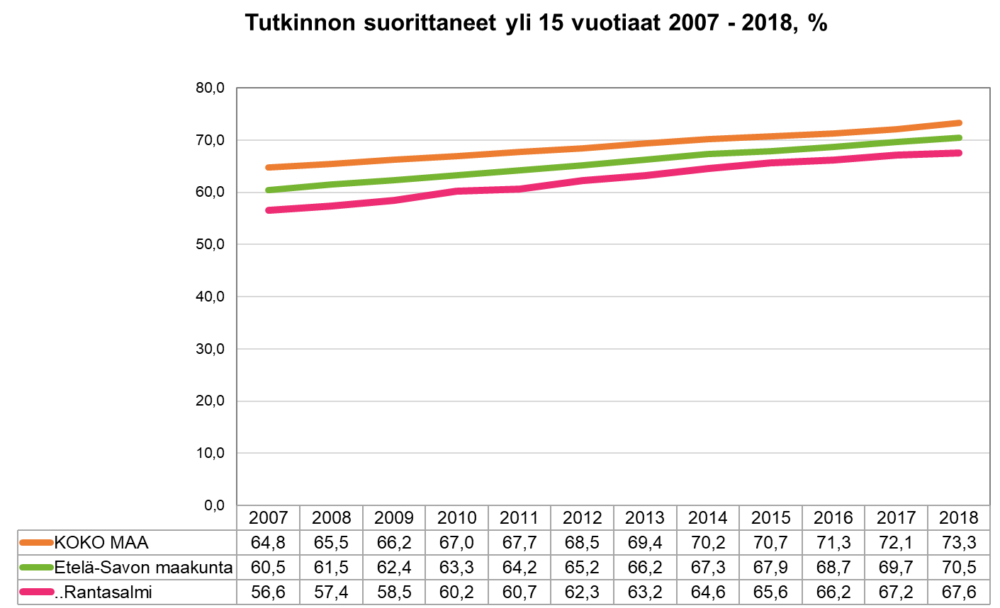 Tutkinnon suorittaneet yli 15 vuotiaat 2007 - 2018, %
80,0
70,0
60,0
50,0
40,0
30,0
20,0
10,0
0,0
2007 2008 2009 2010 2011 2012 2013 2014 2015 2016 2017 2018
KOKO MAA 64,8 65,5 66,2 67,0 67,7 68,5 69,4 70,2 70,7 71,3 72,1 73,3
Etelä-Savon maakunta 60,5 61,5 62,4 63,3 64,2 65,2 66,2 67,3 67,9 68,7 69,7 70,5
..Rantasalmi 56,6 57,4 58,5 60,2 60,7 62,3 63,2 64,6 65,6 66,2 67,2 67,6